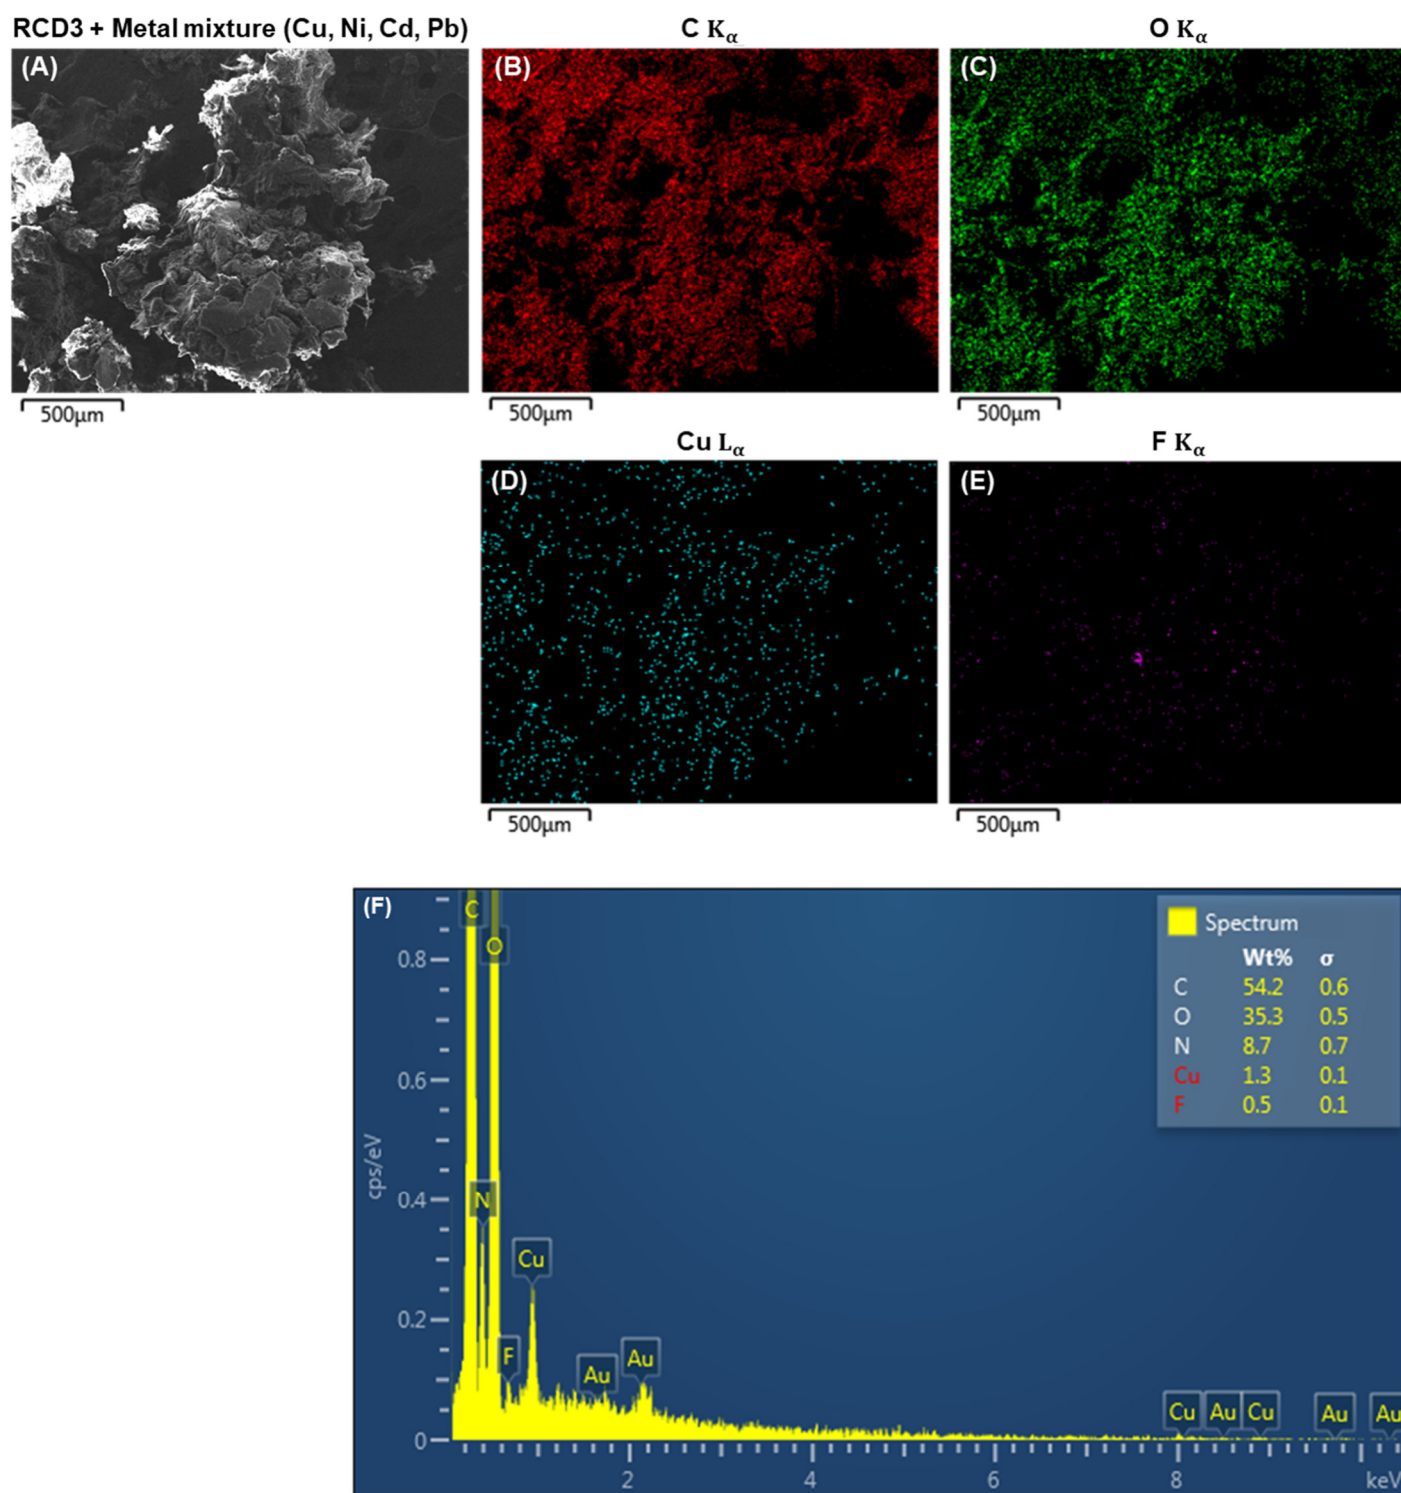 RCD3 + Metal mixture (Cu, Ni, Cd, Pb)
C Kα
O Kα
(A)
(B)
(C)
500µm
500µm
500µm
Cu Lα
F Kα
(D)
(E)
500µm
500µm
(F)
Spectrum
Wt% σ
C 54.2 0.6
O 35.3 0.5
N 8.7 0.7
Cu 1.3 0.1
F 0.5 0.1
C
O
N
Cu
F
Au
Au
Cu
Au
Cu
Au
Au
cps/eV
0.8
0.6
0.4
0.2
0
2
4
6
8
keV